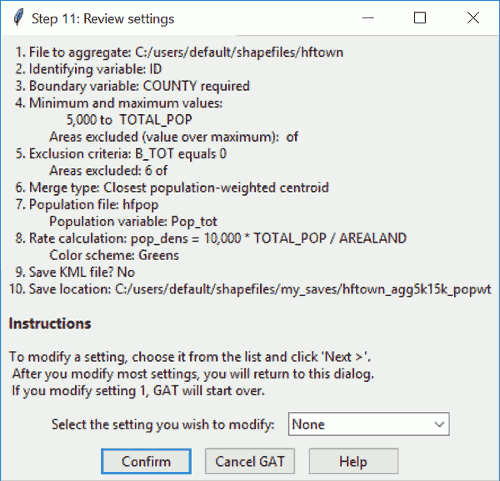 Step 11: Review settings
1. File to aggregate: C:/users/default/shapefiles/hftown
2. Identifying variable: ID
3. Boundary variable: COUNTY required
4. Minimum and maximum values:
5,000 to TOTAL_POP
Areas excluded (value over maximum): of
5. Exclusion criteria: B_TOT equals 0
Areas excluded: 6 of
6. Merge type: Closest population-weighted centroid
7. Population file: hfpop
Population variable: Pop_tot
8. Rate calculation: pop_dens = 10,000 * TOTAL_POP / AREALAND
Color scheme: Greens
9. Save KML file? No
10. Save location: C:/users/default/shapefiles/my_saves/hftown_agg5k15k_popwt
Instructions
To modify a setting, choose it from the list and click 'Next >'.
After you modify most settings, you will return to this dialog.
If you modify setting 1, GAT will start over.
Select the setting you wish to modify: None
Confirm Cancel GAT Help